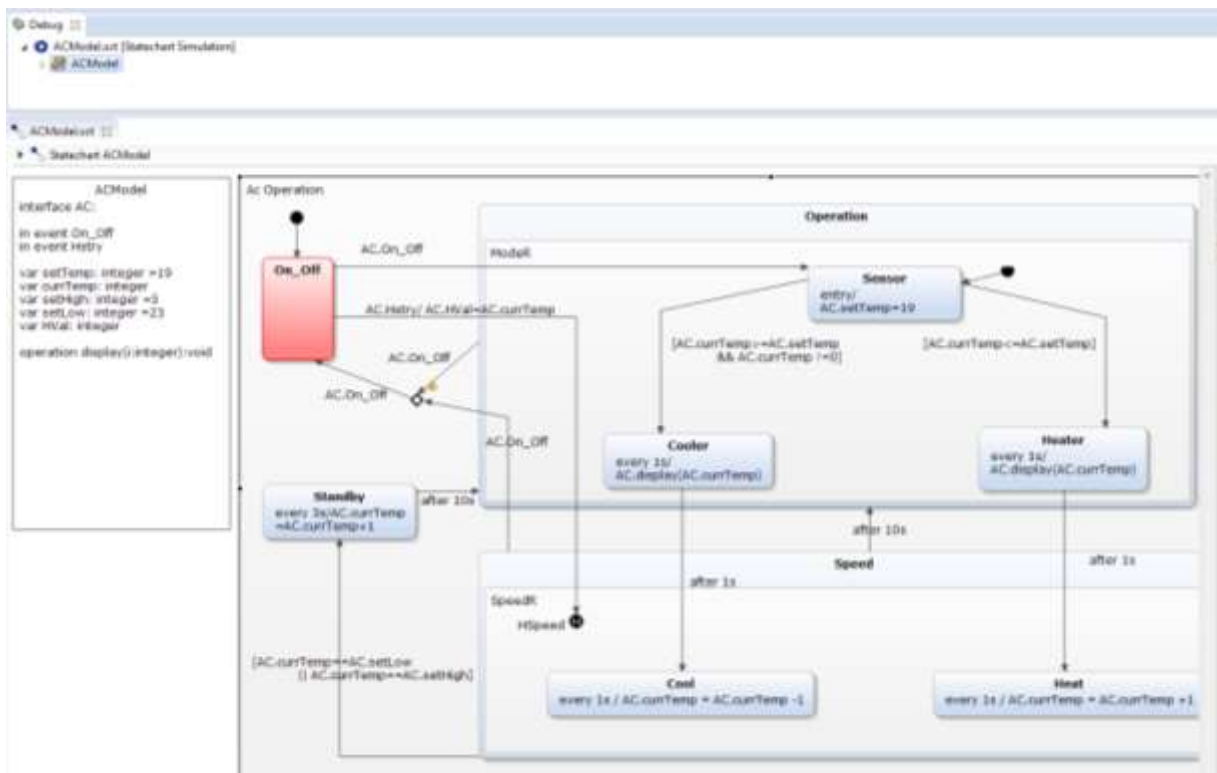 Debug
ACModel.sct [Statechart Simulation]
ACModel
ACModel.sct
Statechart ACModel
ACModel
interface AC:
in event On_Off
in event Hstry
var setTemp: integer =19
var currTemp: integer
var setHigh: integer =3
var setLow: integer =23
var HVal: integer
operation display(i:integer):void
Ac Operation
Operation
ModeR
AC.On_Off
On_Off
Sensor
entry/
AC.setTemp=19
AC.Hstry/ AC.HVal=AC.currTemp
[AC.currTemp>=AC.setTemp
&& AC.currTemp !=0]
[AC.currTemp<=AC.setTemp]
AC.On_Off
AC.On_Off
AC.On_Off
Cooler
every 1s/
AC.display(AC.currTemp)
Heater
every 1s/
AC.display(AC.currTemp)
Standby
every 3s/AC.currTemp
=AC.currTemp+1
after 10s
after 10s
Speed
after 1s
after 1s
SpeedR
HSpeed
[AC.currTemp==AC.setLow
|| AC.currTemp==AC.setHigh]
Cool
every 1s / AC.currTemp = AC.currTemp -1
Heat
every 1s / AC.currTemp = AC.currTemp +1